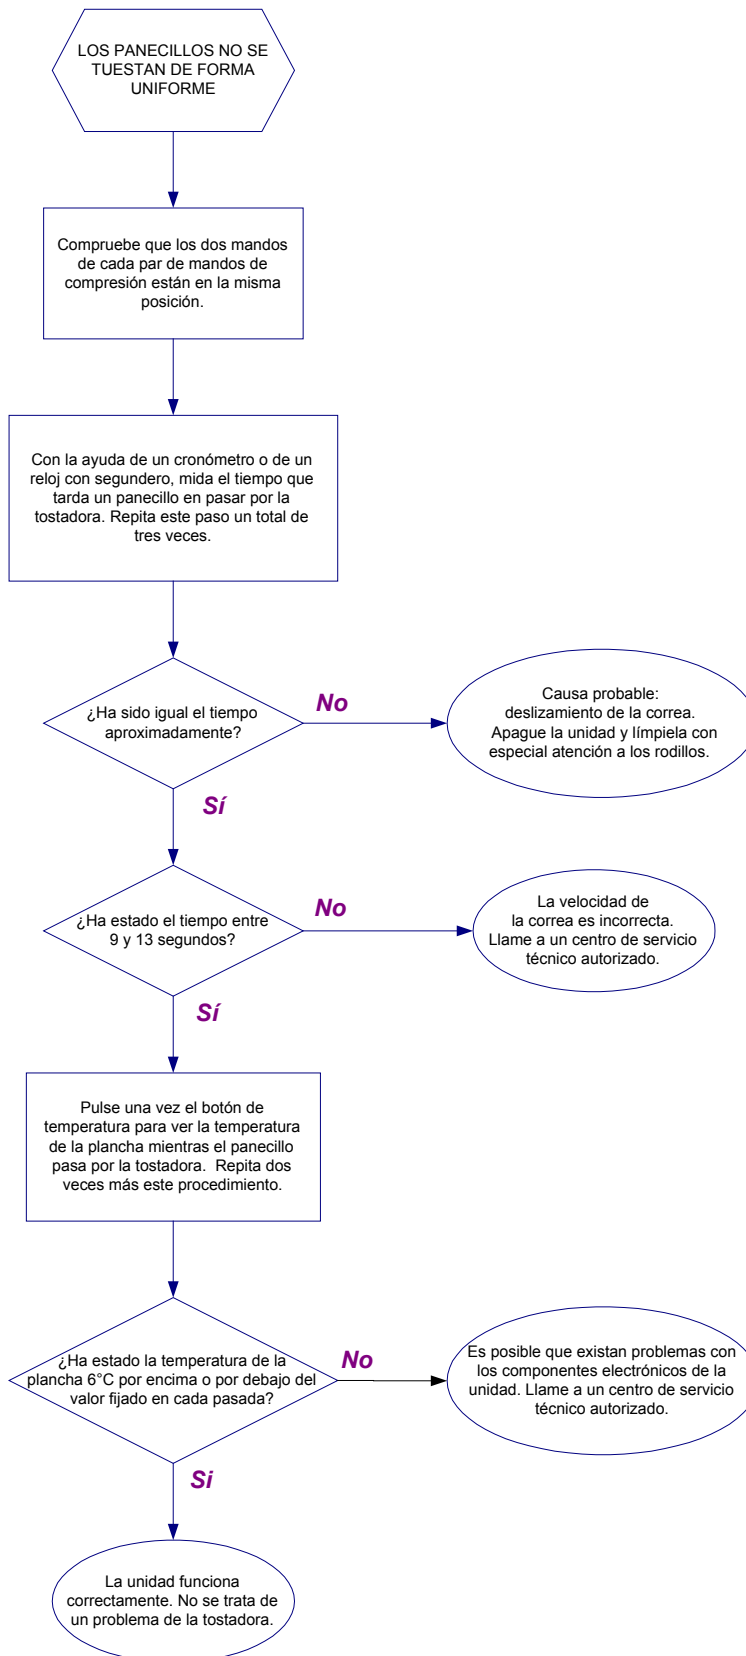 LOS PANECILLOS NO SE
TUESTAN DE FORMA
UNIFORME
Compruebe que los dos mandos
de cada par de mandos de
compresión están en la misma
posición.
Con la ayuda de un cronómetro o de un
reloj con segundero, mida el tiempo que
tarda un panecillo en pasar por la
tostadora. Repita este paso un total de
tres veces.
¿Ha sido igual el tiempo
aproximadamente?
No
Causa probable:
deslizamiento de la correa.
Apague la unidad y límpiela con
especial atención a los rodillos.
Sí
¿Ha estado el tiempo entre
9 y 13 segundos?
No
La velocidad de
la correa es incorrecta.
Llame a un centro de servicio
técnico autorizado.
Sí
Pulse una vez el botón de
temperatura para ver la temperatura
de la plancha mientras el panecillo
pasa por la tostadora. Repita dos
veces más este procedimiento.
¿Ha estado la temperatura de la
plancha 6°C por encima o por debajo del
valor fijado en cada pasada?
No
Es posible que existan problemas con
los componentes electrónicos de la
unidad. Llame a un centro de servicio
técnico autorizado.
Si
La unidad funciona
correctamente. No se trata de
un problema de la tostadora.